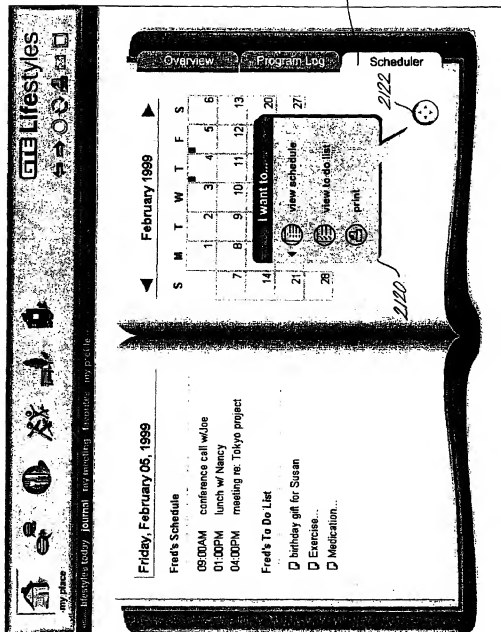 GTE Lifestyles
my place
lifestyles today journal my meeting favorites my profile
Friday, February 05, 1999
Fred's Schedule
09:00AM conference call w/Joe
01:00PM lunch w/ Nancy
04:00PM meeting re: Tokyo project
Fred's To Do List
birthday gift for Susan
Exercise...
Medication...
February 1999
S M T W T F S
1 2 3 4 5 6
7 8 9 10 11 12 13
14 20
21 27
28
I want to...
view schedule
view to do list
print
Overview
Program Log
Scheduler
2120
2122